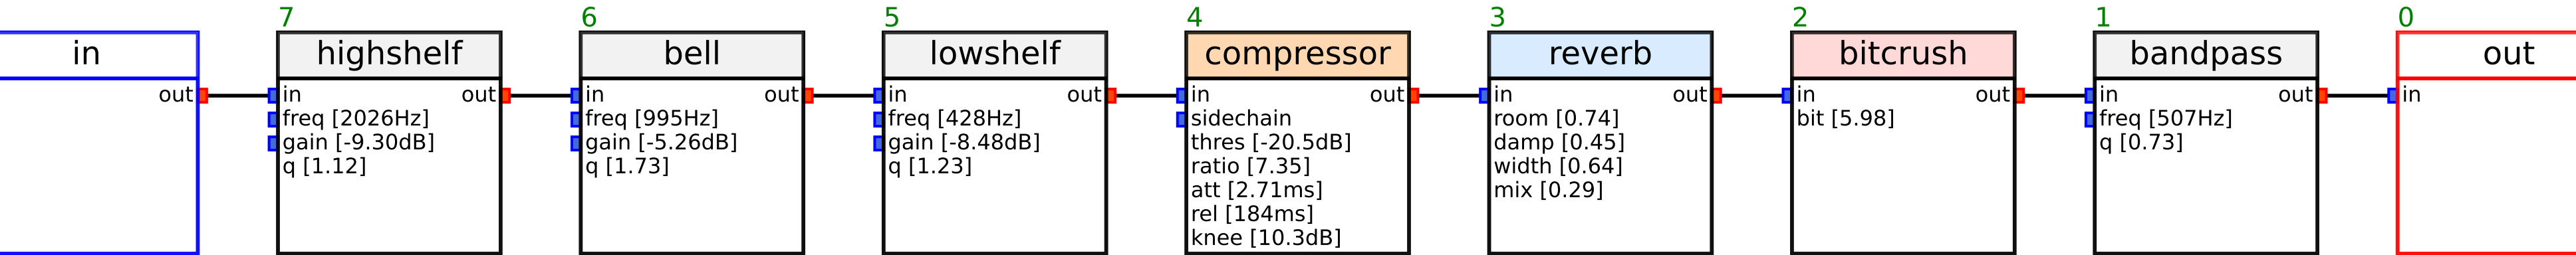 7 6 5 4 3 2 1 0
in highshelf bell lowshelf compressor reverb bitcrush bandpass out
out in out in out in out in out in out in out in out in
freq [2026Hz] freq [995Hz] freq [428Hz] sidechain room [0.74] bit [5.98] freq [507Hz]
gain [-9.30dB] gain [-5.26dB] gain [-8.48dB] thres [-20.5dB] damp [0.45] q [0.73]
q [1.12] q [1.73] q [1.23] ratio [7.35] width [0.64]
att [2.71ms] mix [0.29]
rel [184ms]
knee [10.3dB]